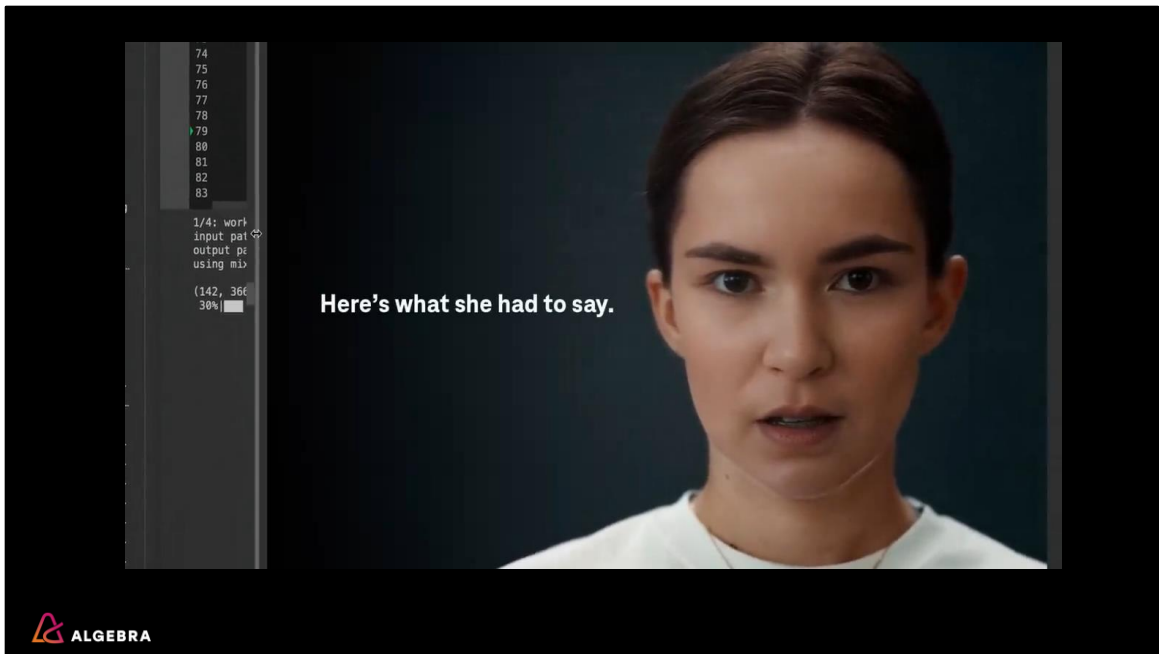 74
75
76
77
78
79
80
81
82
83
1/4: work
input pat
output pa
using mix
(142, 366
30%|
Here’s what she had to say.
ALGEBRA